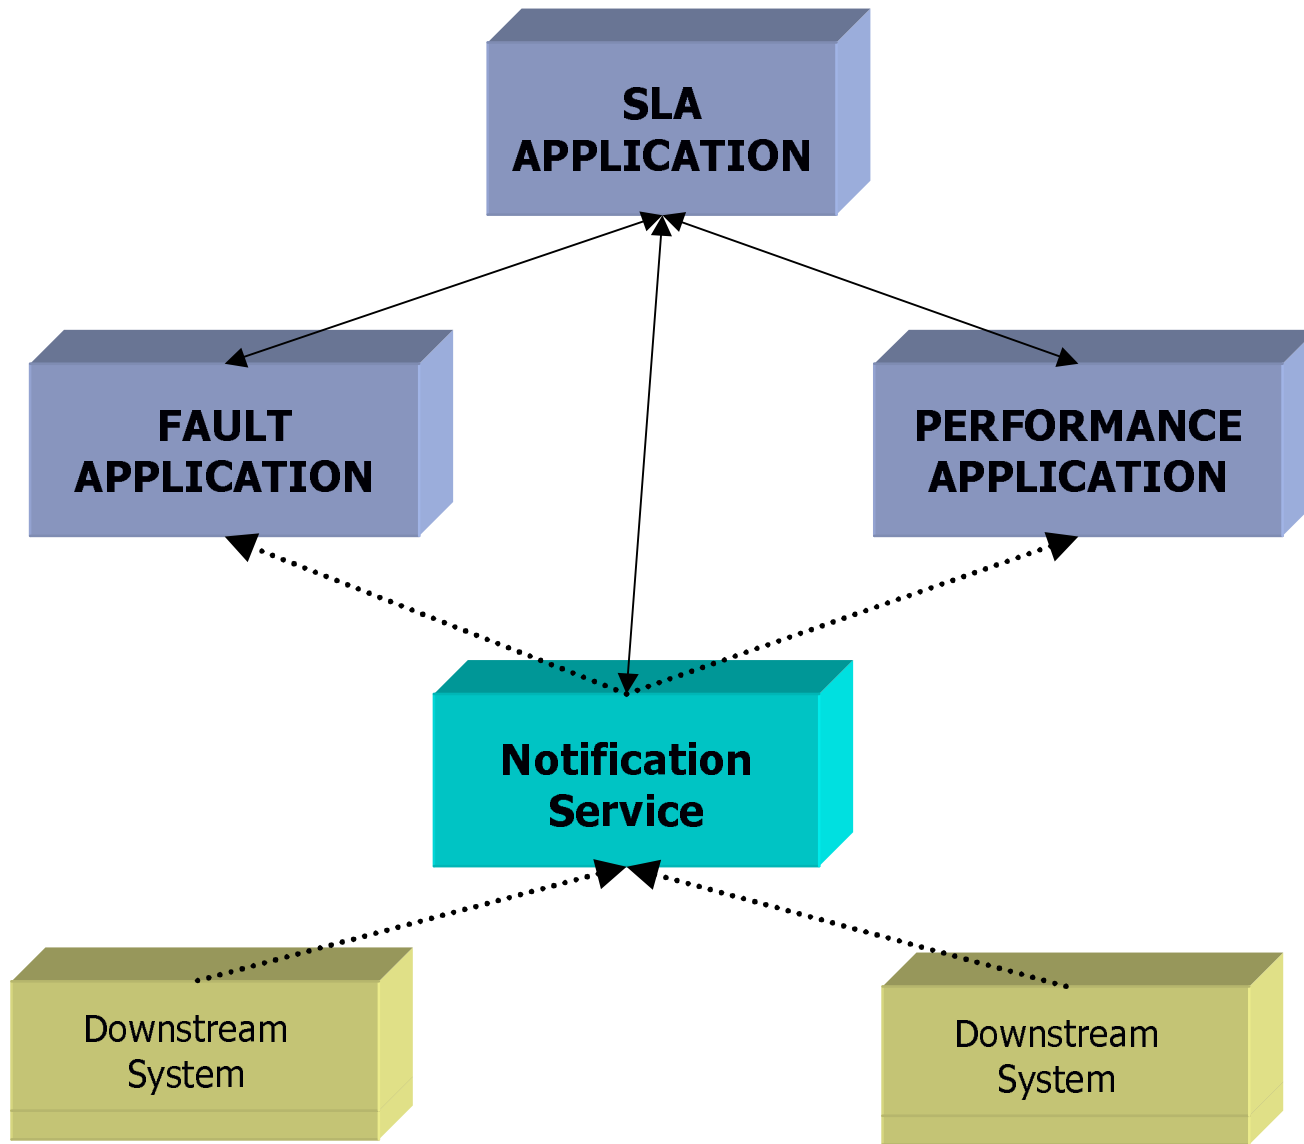 SLA
APPLICATION
FAULT
APPLICATION
PERFORMANCE
APPLICATION
Notification
Service
Downstream
System
Downstream
System